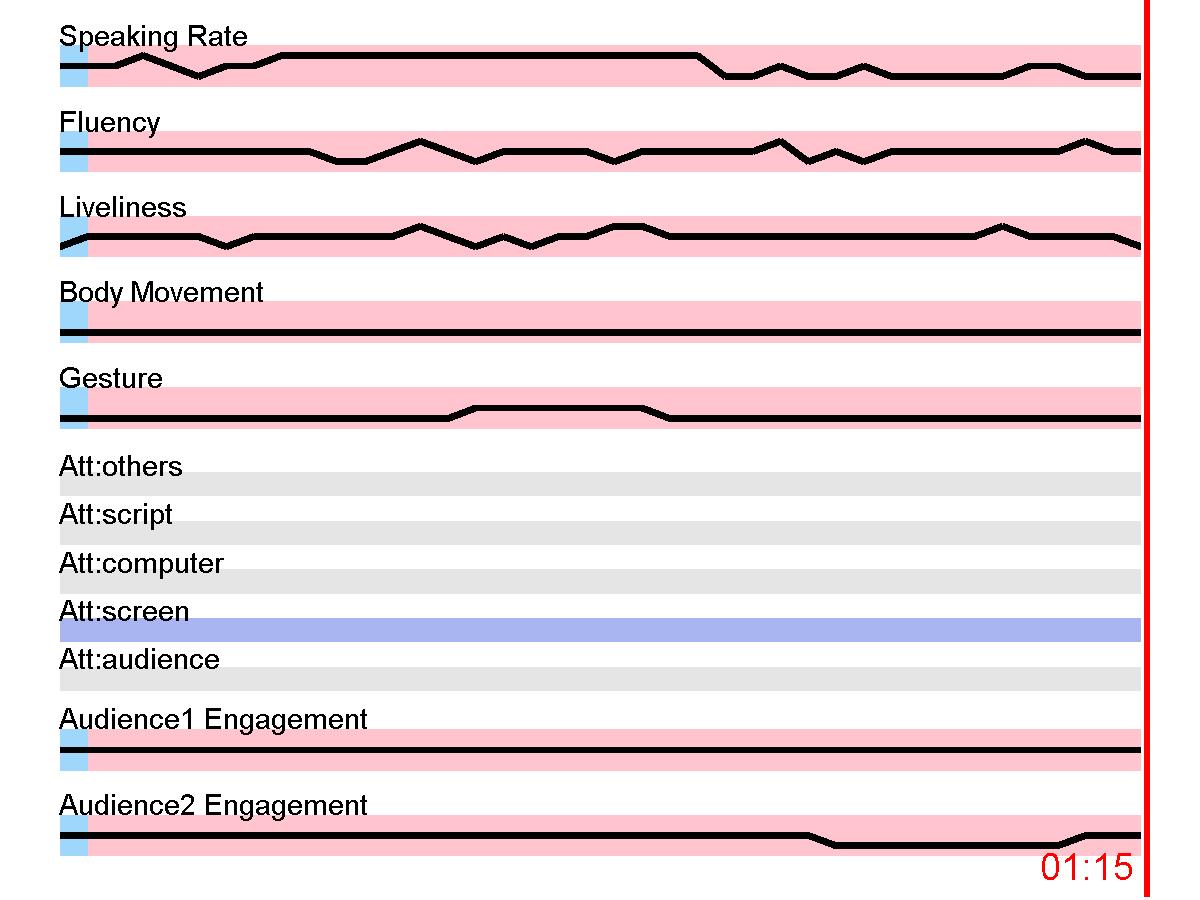 Speaking Rate
Fluency
Liveliness
Body Movement
Gesture
Att:others
Att:script
Att:computer
Att:screen
Att:audience
Audience1 Engagement
Audience2 Engagement
01:15